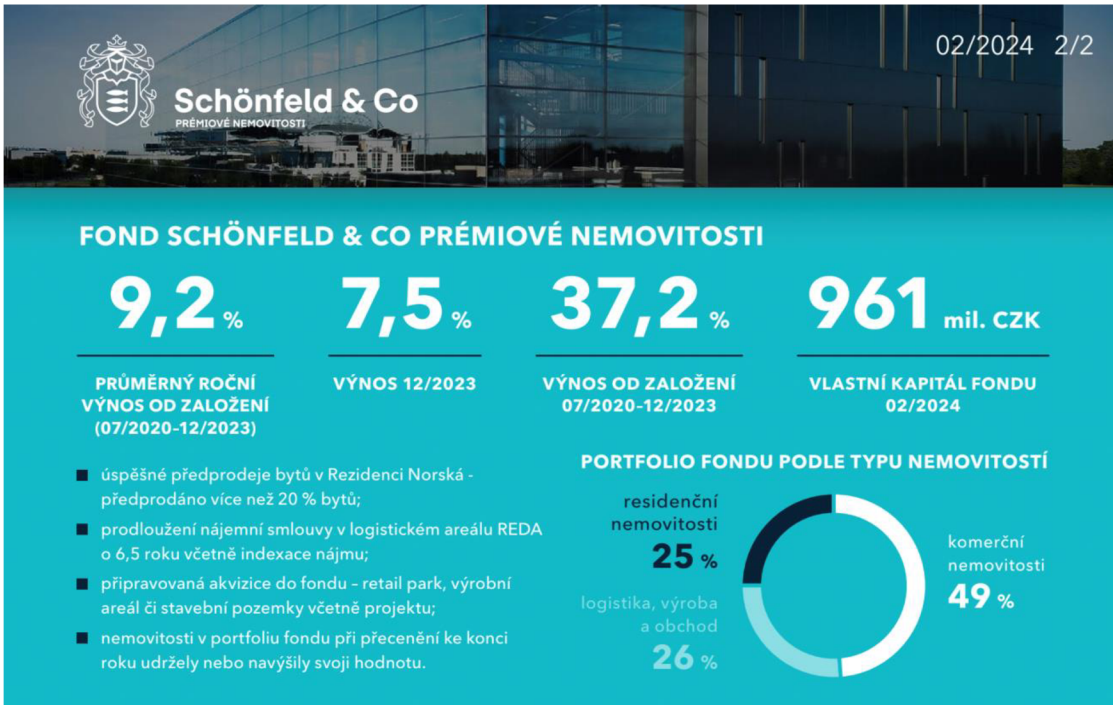 02/2024 2/2
Schönfeld & Co
PRÉMIOVÉ NEMOVITOSTI
FOND SCHÖNFELD & CO PRÉMIOVÉ NEMOVITOSTI
9,2 %
PRŮMĚRNÝ ROČNÍ
VÝNOS OD ZALOŽENÍ
(07/2020–12/2023)
7,5 %
VÝNOS 12/2023
37,2 %
VÝNOS OD ZALOŽENÍ
07/2020–12/2023
961 mil. CZK
VLASTNÍ KAPITÁL FONDU
02/2024
■ úspěšné předprodeje bytů v Rezidenci Norská -
předprodáno více než 20 % bytů;
■ prodloužení nájemní smlouvy v logistickém areálu REDA
o 6,5 roku včetně indexace nájmu;
■ připravovaná akvizice do fondu – retail park, výrobní
areál či stavební pozemky včetně projektu;
■ nemovitosti v portfoliu fondu při přecenění ke konci
roku udržely nebo navýšily svoji hodnotu.
PORTFOLIO FONDU PODLE TYPU NEMOVITOSTÍ
residenční
nemovitosti
25 %
logistika, výroba
a obchod
26 %
komerční
nemovitosti
49 %